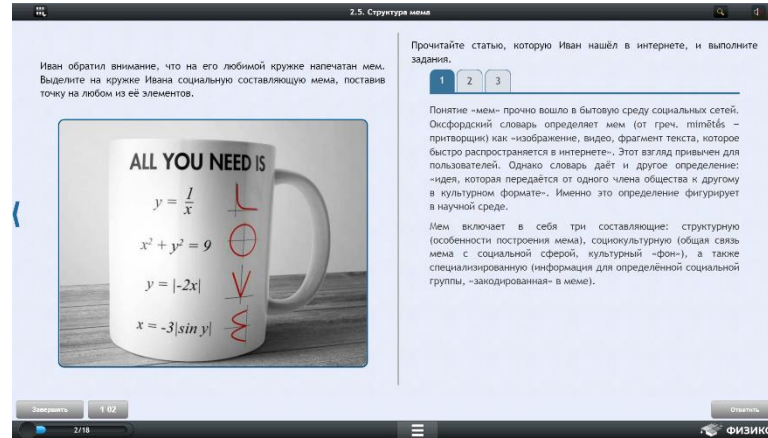 2.5. Структура мема
Иван обратил внимание, что на его любимой кружке напечатан мем.
Выделите на кружке Ивана социальную составляющую мема, поставив
точку на любом из её элементов.
ALL YOU NEED IS
y = 1/x
x² + y² = 9
y = |-2x|
x = -3|sin y|
Прочитайте статью, которую Иван нашёл в интернете, и выполните
задания.
1 2 3
Понятие «мем» прочно вошло в бытовую среду социальных сетей.
Оксфордский словарь определяет мем (от греч. mimētḗs –
притворщик) как «изображение, видео, фрагмент текста, которое
быстро распространяется в интернете». Этот взгляд привычен для
пользователей. Однако словарь даёт и другое определение:
«идея, которая передаётся от одного члена общества к другому
в культурном формате». Именно это определение фигурирует
в научной среде.
Мем включает в себя три составляющие: структурную
(особенности построения мема), социокультурную (общая связь
мема с социальной сферой, культурный «фон»), а также
специализированную (информация для определённой социальной
группы, «закодированная» в меме).
Завершить
1 02
Ответить
2/18
ФИЗИКО